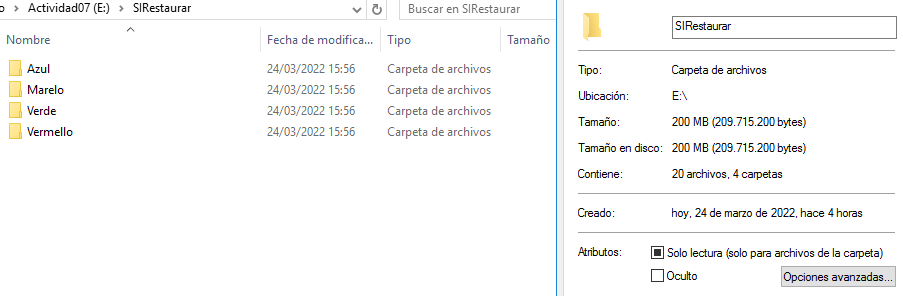 Actividad07 (E:) > SIRestaurar
Buscar en SIRestaurar
Nombre Fecha de modifica... Tipo Tamaño
Azul 24/03/2022 15:56 Carpeta de archivos
Marelo 24/03/2022 15:56 Carpeta de archivos
Verde 24/03/2022 15:56 Carpeta de archivos
Vermello 24/03/2022 15:56 Carpeta de archivos
SIRestaurar
Tipo: Carpeta de archivos
Ubicación: E:\
Tamaño: 200 MB (209.715.200 bytes)
Tamaño en disco: 200 MB (209.715.200 bytes)
Contiene: 20 archivos, 4 carpetas
Creado: hoy, 24 de marzo de 2022, hace 4 horas
Atributos: Solo lectura (solo para archivos de la carpeta)
Oculto Opciones avanzadas...